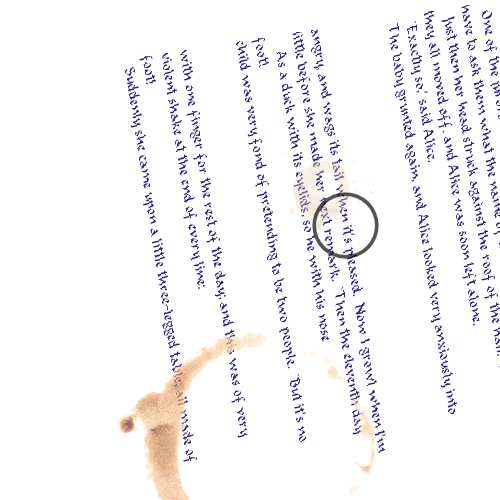 One of the
have to ask them what the name of
Just then her head struck against the roof of the
they all moved off, and Alice was soon left alone.
'Exactly so,' said Alice.
The baby grunted again, and Alice looked very anxiously into
angry, and wags its tail when it's pleased. Now I growl when I'm
little before she made her next remark. 'Then the eleventh day
As a duck with its eyelids, so he with his nose
foot!
child was very fond of pretending to be two people. 'But it's no
with one finger for the rest of the day; and this was of very
violent shake at the end of every line:
foot!
Suddenly she came upon a little three-legged table, all made of